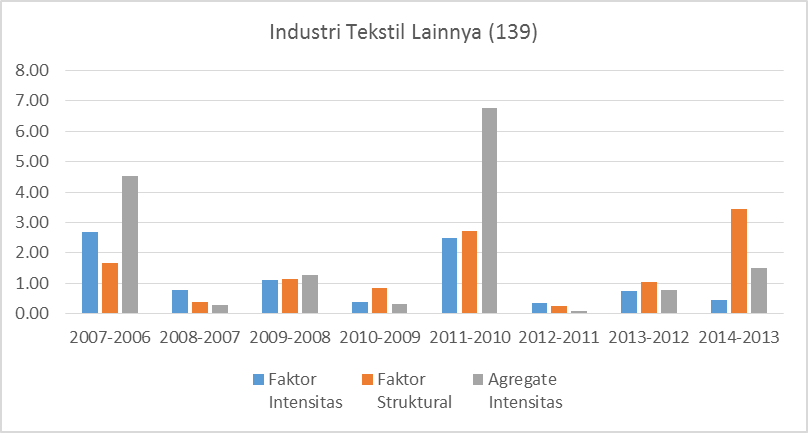 Industri Tekstil Lainnya (139)
8.00
7.00
6.00
5.00
4.00
3.00
2.00
1.00
0.00
2007-2006 2008-2007 2009-2008 2010-2009 2011-2010 2012-2011 2013-2012 2014-2013
Faktor Faktor Agregate
Intensitas Struktural Intensitas